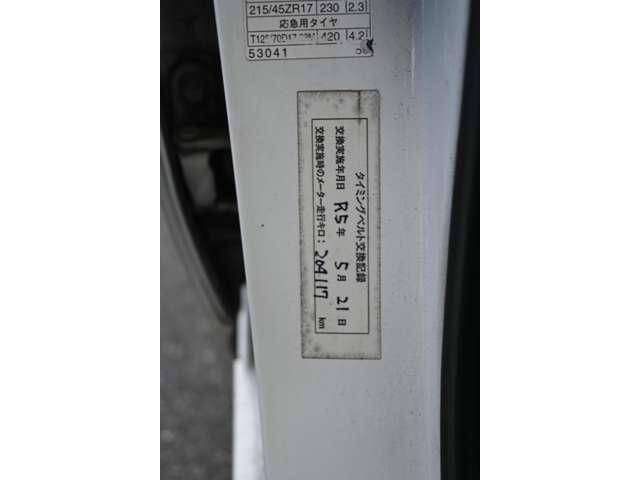 215/45ZR17 230 2.3
応急用タイヤ
420 4.2
53041
タイミングベルト交換記録
交換実施年月日 R5年 5月 21日
交換実施時のメーター走行キロ: 204117 km